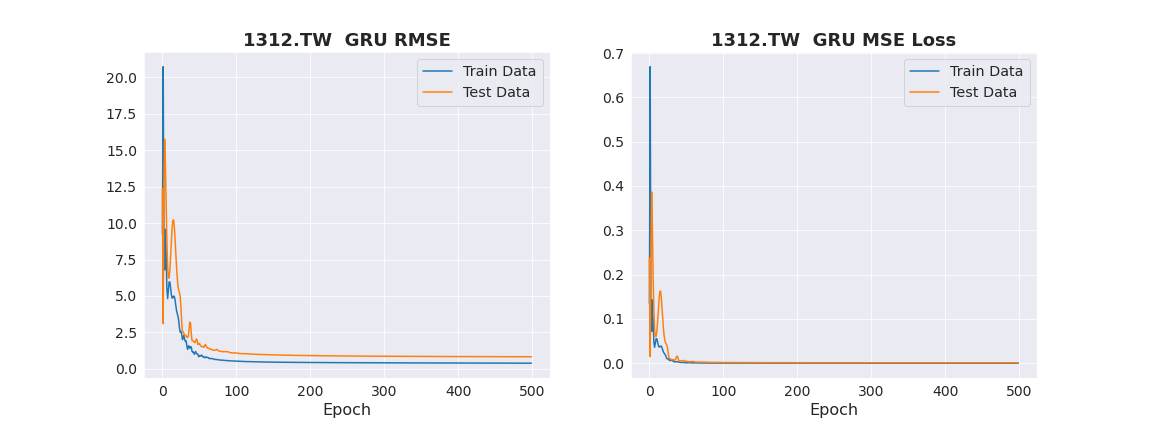 1312.TW  GRU RMSE
Train Data
Test Data
20.0
17.5
15.0
12.5
10.0
7.5
5.0
2.5
0.0
0 100 200 300 400 500
Epoch
1312.TW  GRU MSE Loss
Train Data
Test Data
0.7
0.6
0.5
0.4
0.3
0.2
0.1
0.0
0 100 200 300 400 500
Epoch